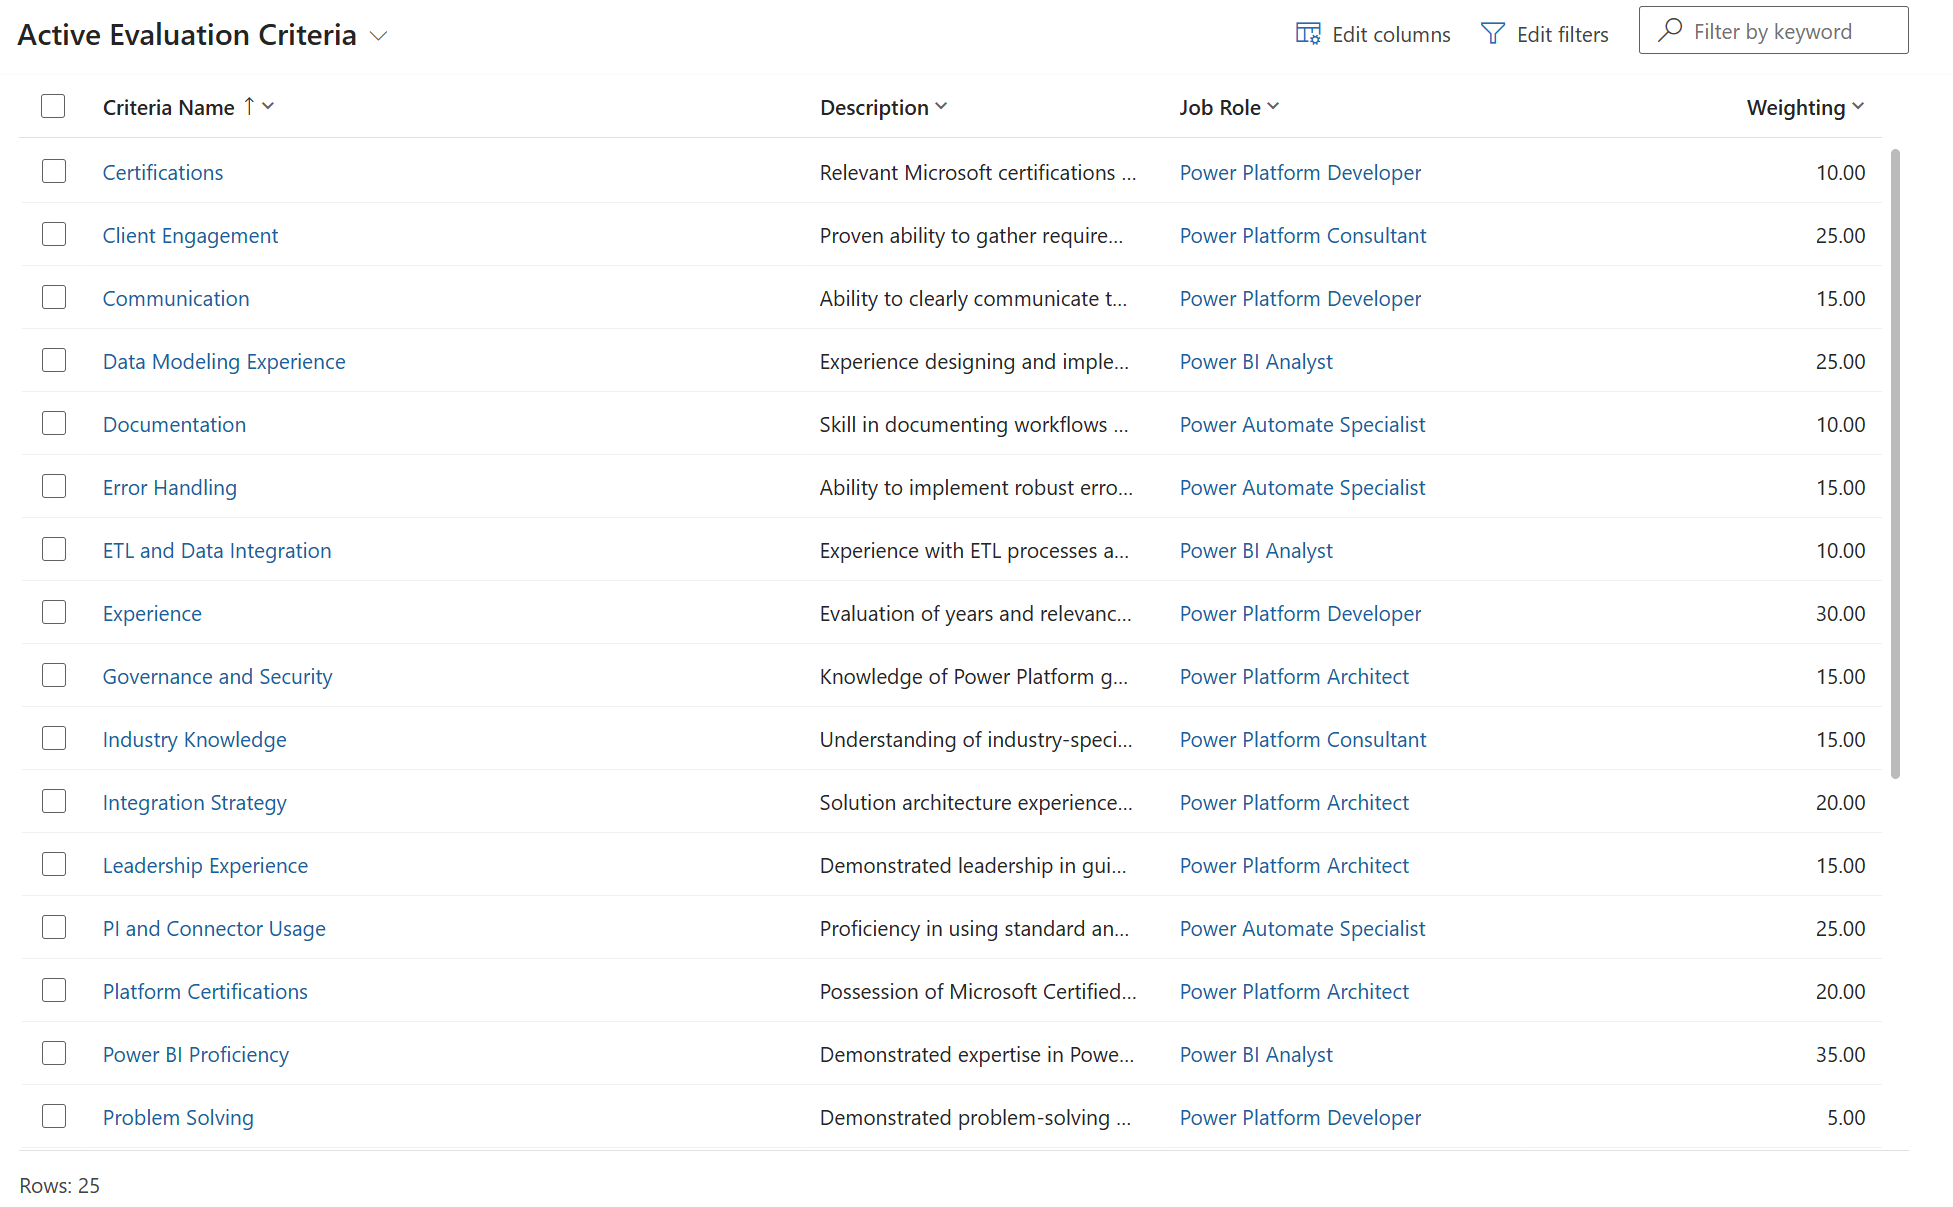 Active Evaluation Criteria
Edit columns
Edit filters
Filter by keyword
Criteria Name ↑ Description Job Role Weighting
Certifications Relevant Microsoft certifications ... Power Platform Developer 10.00
Client Engagement Proven ability to gather require... Power Platform Consultant 25.00
Communication Ability to clearly communicate t... Power Platform Developer 15.00
Data Modeling Experience Experience designing and imple... Power BI Analyst 25.00
Documentation Skill in documenting workflows ... Power Automate Specialist 10.00
Error Handling Ability to implement robust erro... Power Automate Specialist 15.00
ETL and Data Integration Experience with ETL processes a... Power BI Analyst 10.00
Experience Evaluation of years and relevanc... Power Platform Developer 30.00
Governance and Security Knowledge of Power Platform g... Power Platform Architect 15.00
Industry Knowledge Understanding of industry-speci... Power Platform Consultant 15.00
Integration Strategy Solution architecture experience... Power Platform Architect 20.00
Leadership Experience Demonstrated leadership in gui... Power Platform Architect 15.00
PI and Connector Usage Proficiency in using standard an... Power Automate Specialist 25.00
Platform Certifications Possession of Microsoft Certified... Power Platform Architect 20.00
Power BI Proficiency Demonstrated expertise in Powe... Power BI Analyst 35.00
Problem Solving Demonstrated problem-solving ... Power Platform Developer 5.00
Rows: 25